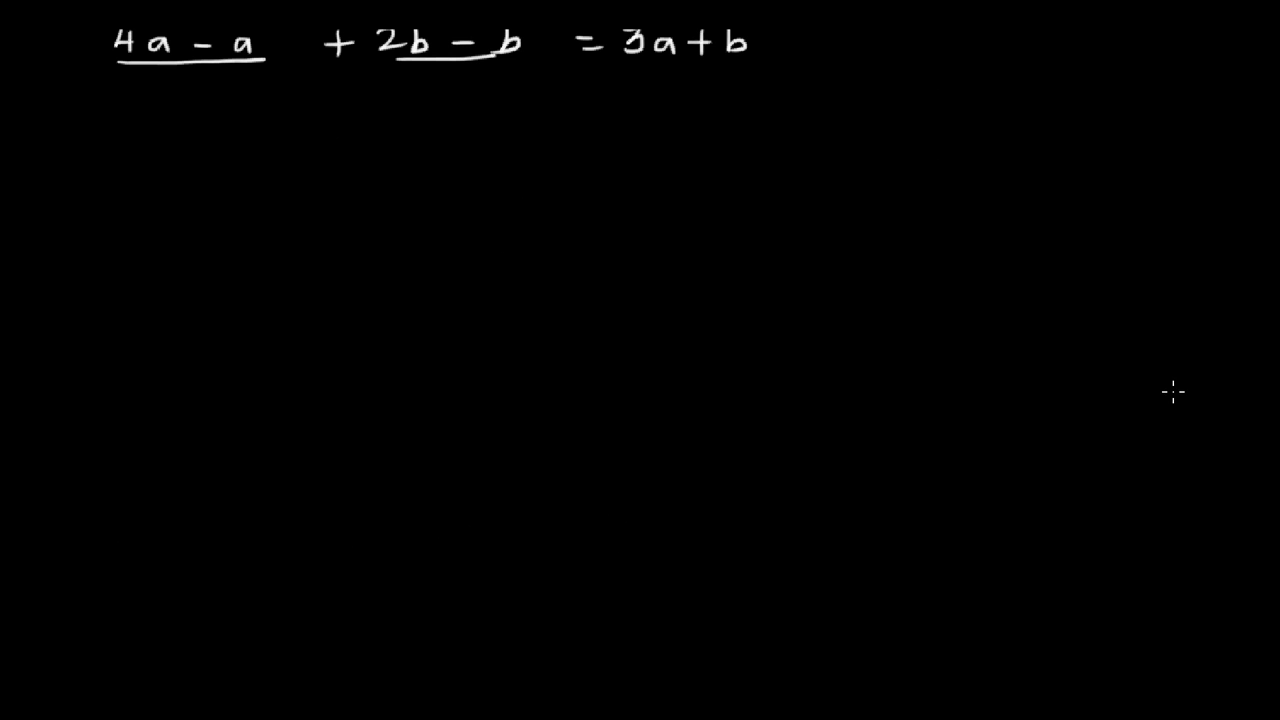 4a - a + 2b - b = 3a + b